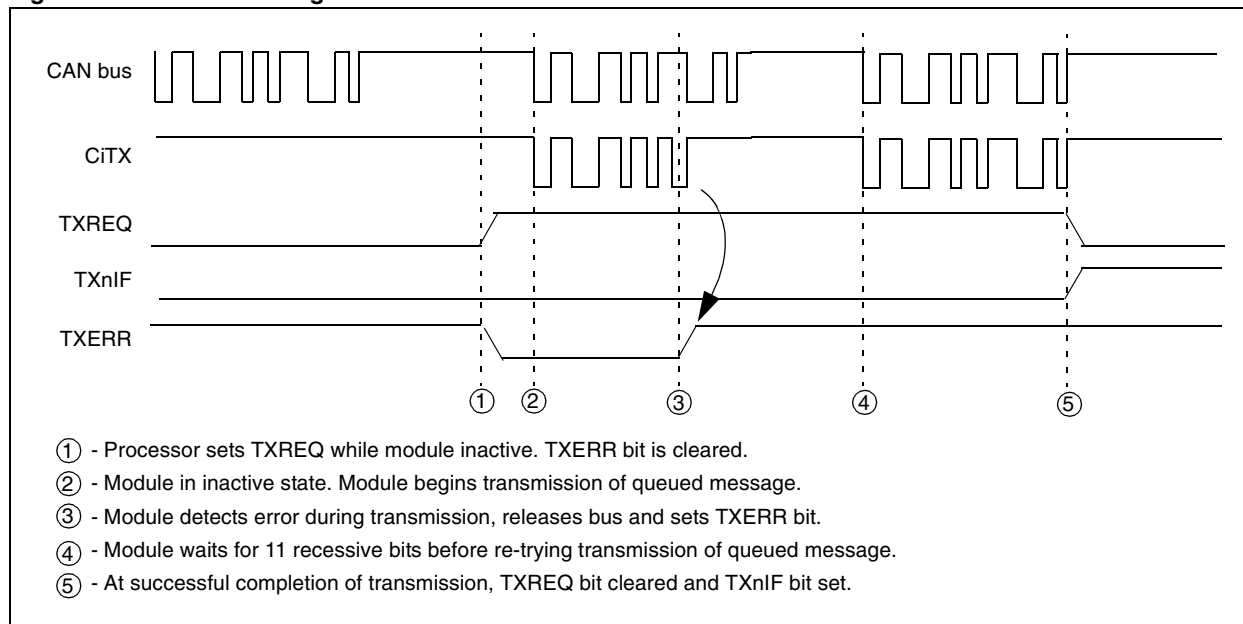 CAN bus
CiTX
TXREQ
TXnIF
TXERR
1 2 3 4 5
1 - Processor sets TXREQ while module inactive. TXERR bit is cleared.
2 - Module in inactive state. Module begins transmission of queued message.
3 - Module detects error during transmission, releases bus and sets TXERR bit.
4 - Module waits for 11 recessive bits before re-trying transmission of queued message.
5 - At successful completion of transmission, TXREQ bit cleared and TXnIF bit set.